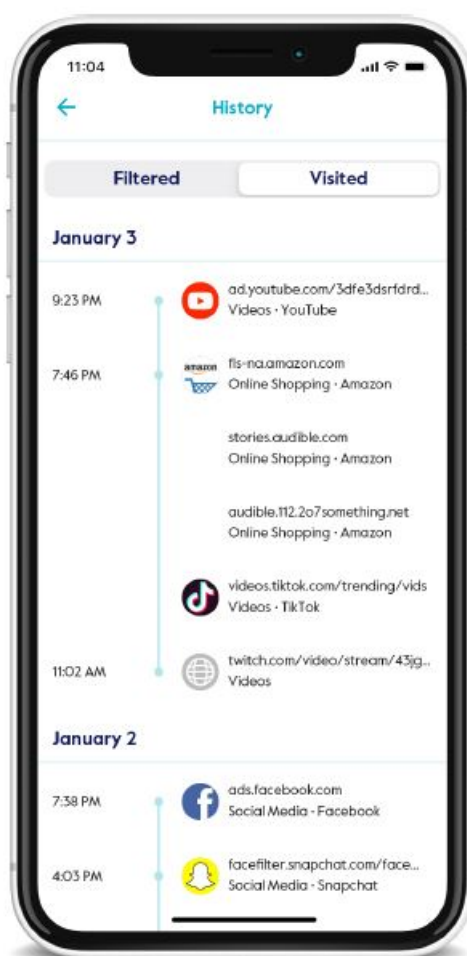 11:04
History
Filtered
Visited
January 3
9:23 PM
ad.youtube.com/3dfe3dsrfdrd...
Videos · YouTube
7:46 PM
amazon
fls-na.amazon.com
Online Shopping · Amazon
stories.audible.com
Online Shopping · Amazon
audible.112.2o7something.net
Online Shopping · Amazon
videos.tiktok.com/trending/vids
Videos · TikTok
11:02 AM
twitch.com/video/stream/43jg...
Videos
January 2
7:38 PM
ads.facebook.com
Social Media · Facebook
4:03 PM
facefilter.snapchat.com/face...
Social Media · Snapchat